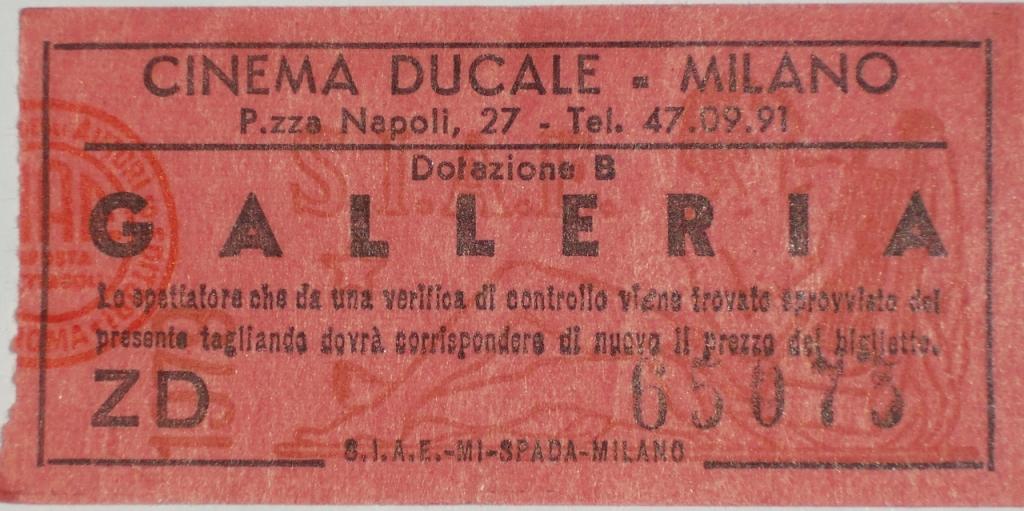 CINEMA DUCALE - MILANO
P.zza Napoli, 27 - Tel. 47.09.91
Dotazione B
GALLERIA
Lo spettatore che da una verifica di controllo viene trovato sprovvisto del
presente tagliando dovrà corrispondere di nuovo il prezzo del biglietto.
ZD 65073
S.I.A.E.-MI-SPADA-MILANO